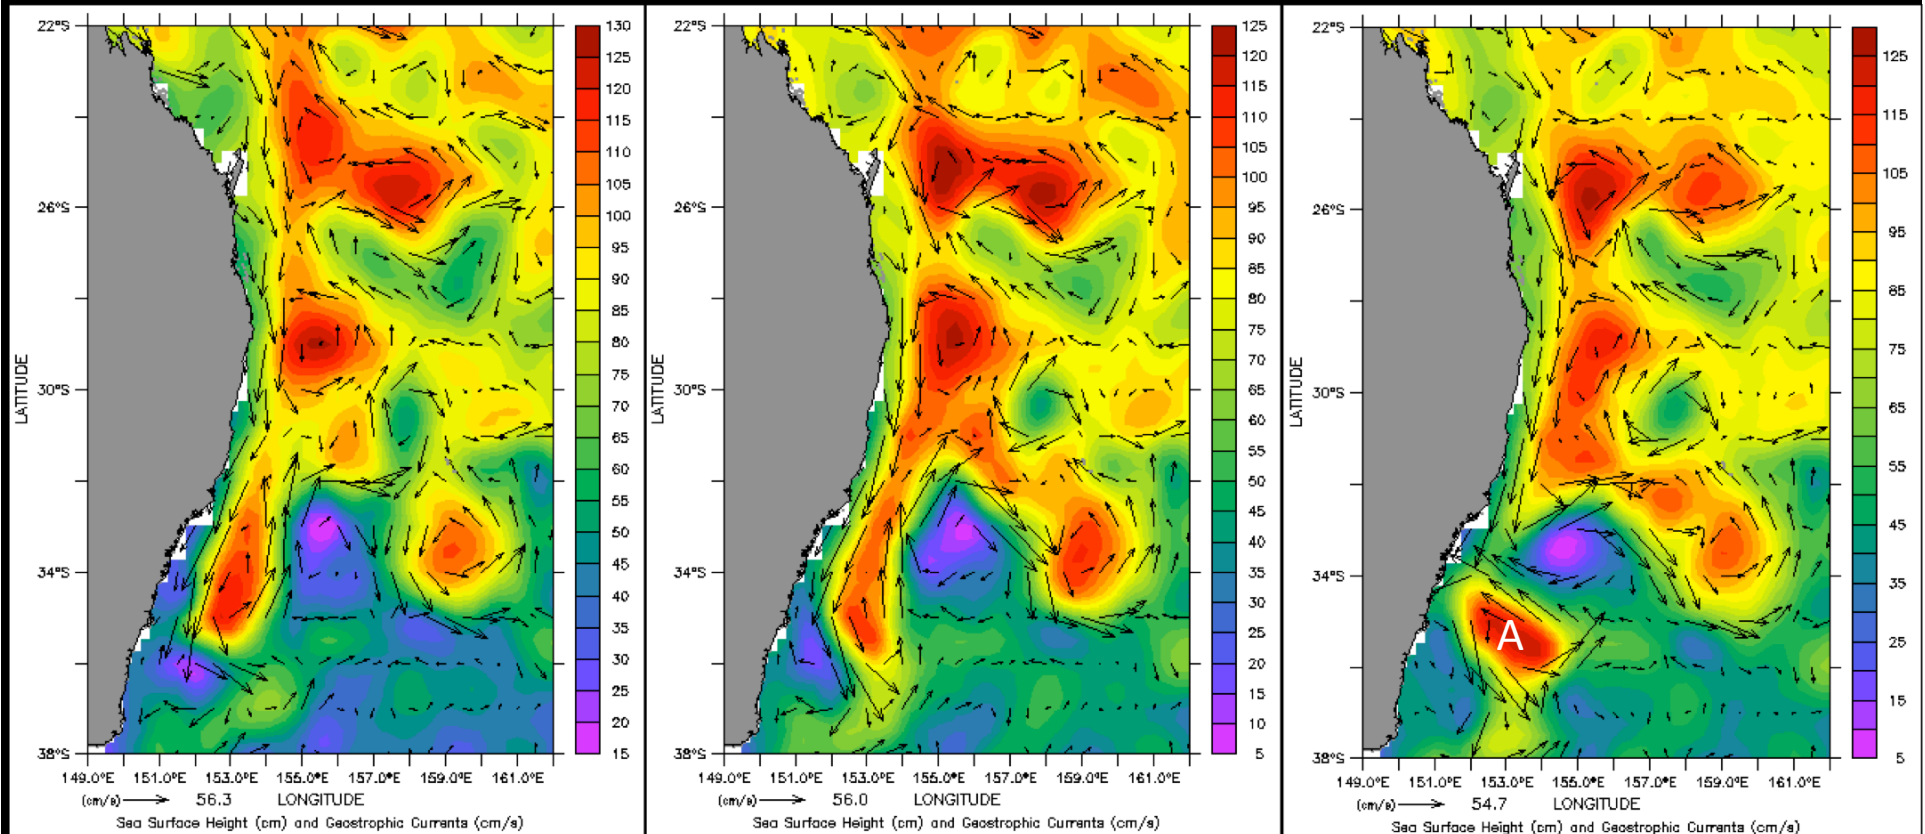 22°S
26°S
30°S
34°S
38°S
LATITUDE
149.0°E 151.0°E 153.0°E 155.0°E 157.0°E 159.0°E 161.0°E
(cm/s) 56.3 LONGITUDE
Sea Surface Height (cm) and Geostrophic Currents (cm/s)
130
125
120
115
110
105
100
95
90
85
80
75
70
65
60
55
50
45
40
35
30
25
20
15
22°S
26°S
30°S
34°S
38°S
LATITUDE
149.0°E 151.0°E 153.0°E 155.0°E 157.0°E 159.0°E 161.0°E
(cm/s) 56.0 LONGITUDE
Sea Surface Height (cm) and Geostrophic Currents (cm/s)
125
120
115
110
105
100
95
90
85
80
75
70
65
60
55
50
45
40
35
30
25
20
15
10
5
22°S
26°S
30°S
34°S
38°S
LATITUDE
A
149.0°E 151.0°E 153.0°E 155.0°E 157.0°E 159.0°E 161.0°E
(cm/s) 54.7 LONGITUDE
Sea Surface Height (cm) and Geostrophic Currents (cm/s)
125
115
105
95
85
75
65
55
45
35
25
15
5